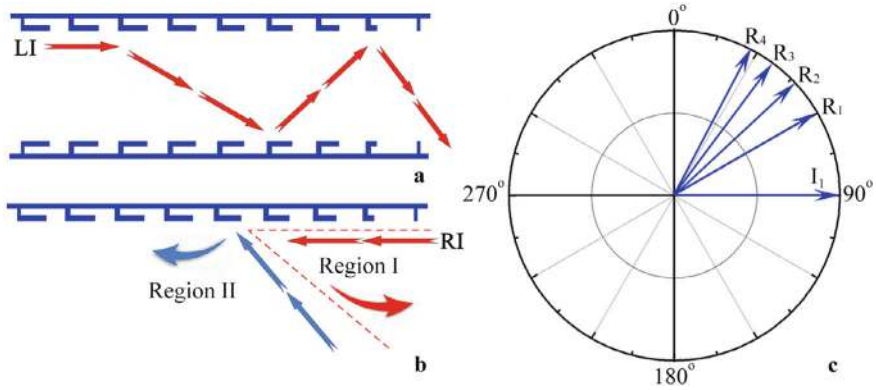 LI
a
RI
Region I
Region II
b
0°
R₄
R₃
R₂
R₁
I₁
90°
270°
180°
c